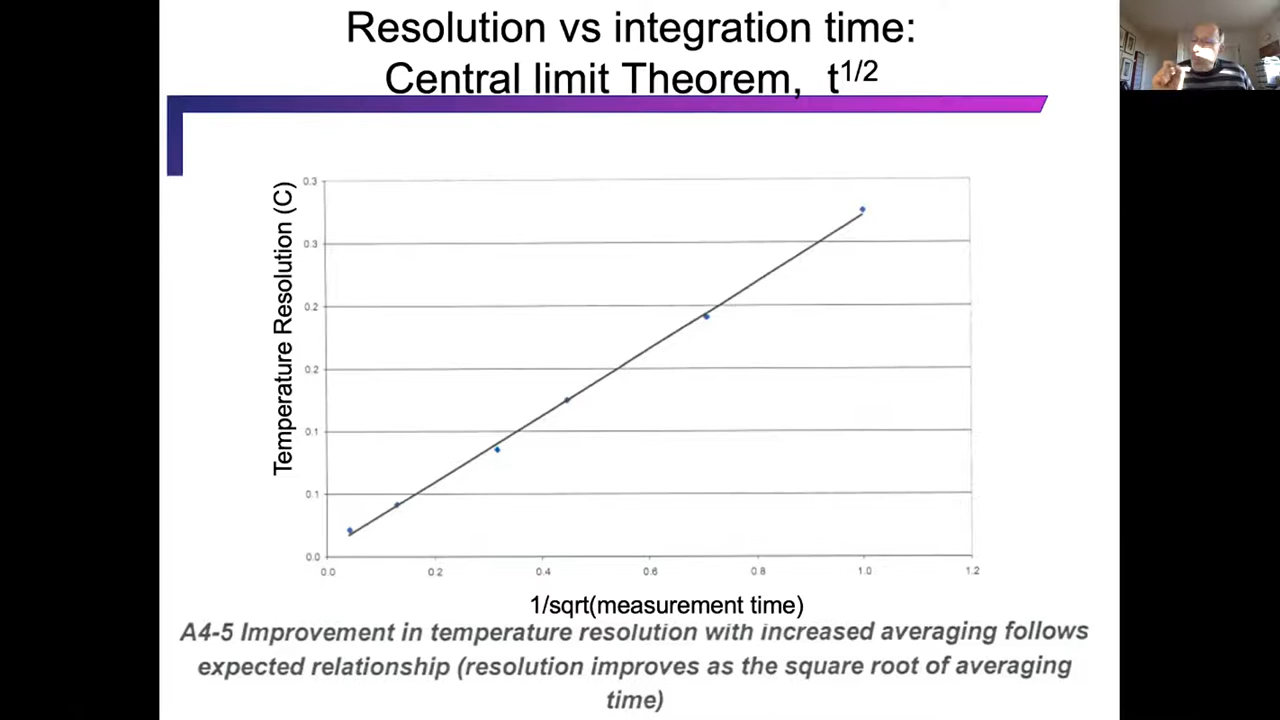 Resolution vs integration time:
Central limit Theorem, t1/2
Temperature Resolution (C)
0.3
0.3
0.2
0.2
0.1
0.1
0.0
0.0 0.2 0.4 0.6 0.8 1.0 1.2
1/sqrt(measurement time)
A4-5 Improvement in temperature resolution with increased averaging follows
expected relationship (resolution improves as the square root of averaging
time)